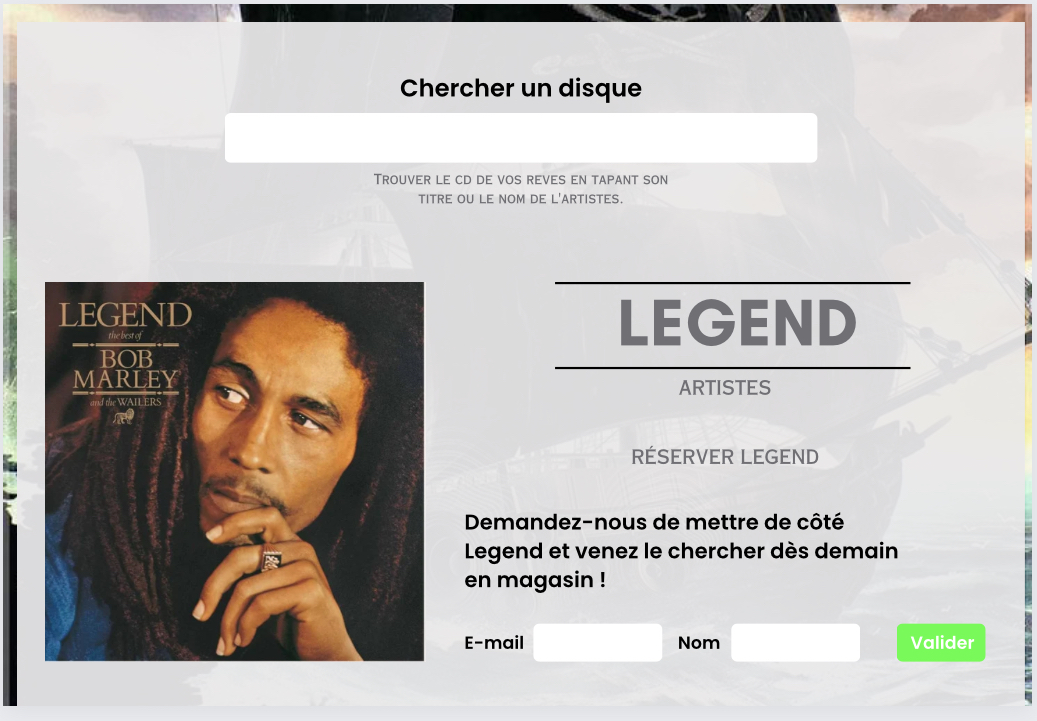 Chercher un disque
Trouver le cd de vos reves en tapant son
titre ou le nom de l'artistes.
LEGEND
the best of
BOB
MARLEY
and the WAILERS
LEGEND
ARTISTES
RÉSERVER LEGEND
Demandez-nous de mettre de côté
Legend et venez le chercher dès demain
en magasin !
E-mail Nom Valider